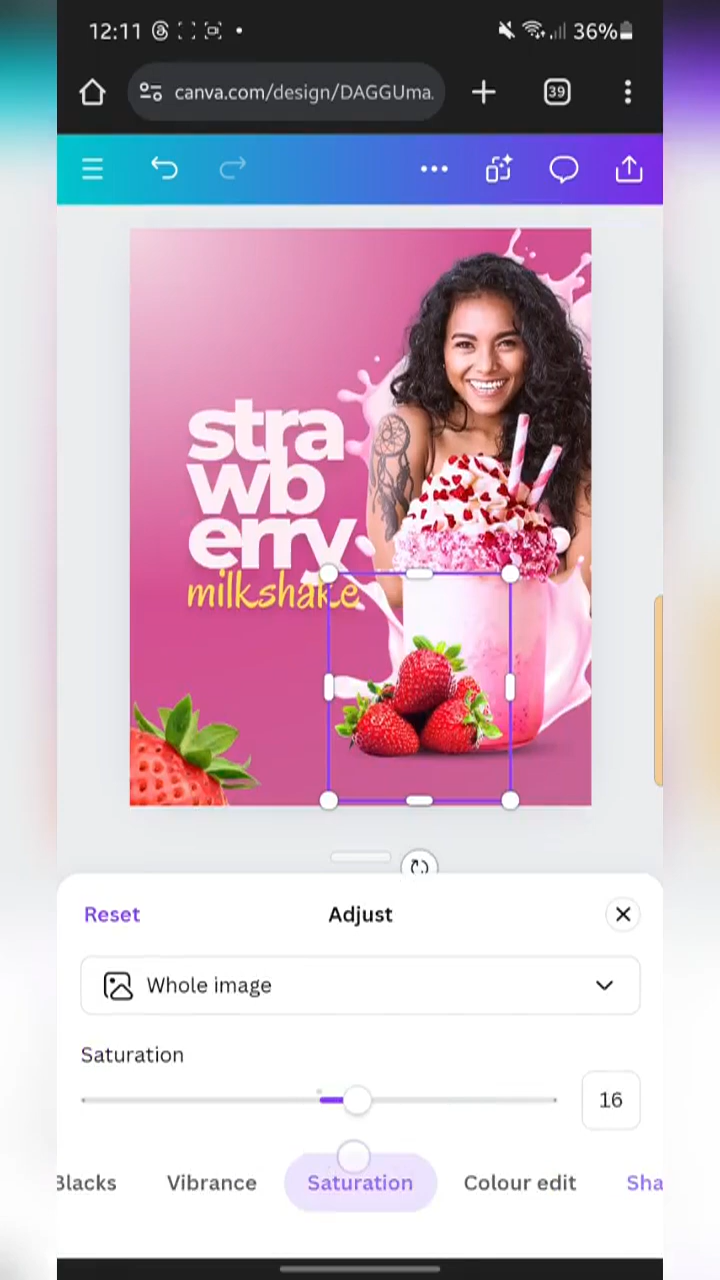 12:11
36%
canva.com/design/DAGGUma.
39
stra
wb
erry
milkshake
Reset
Adjust
Whole image
Saturation
16
Blacks
Vibrance
Saturation
Colour edit
Sha